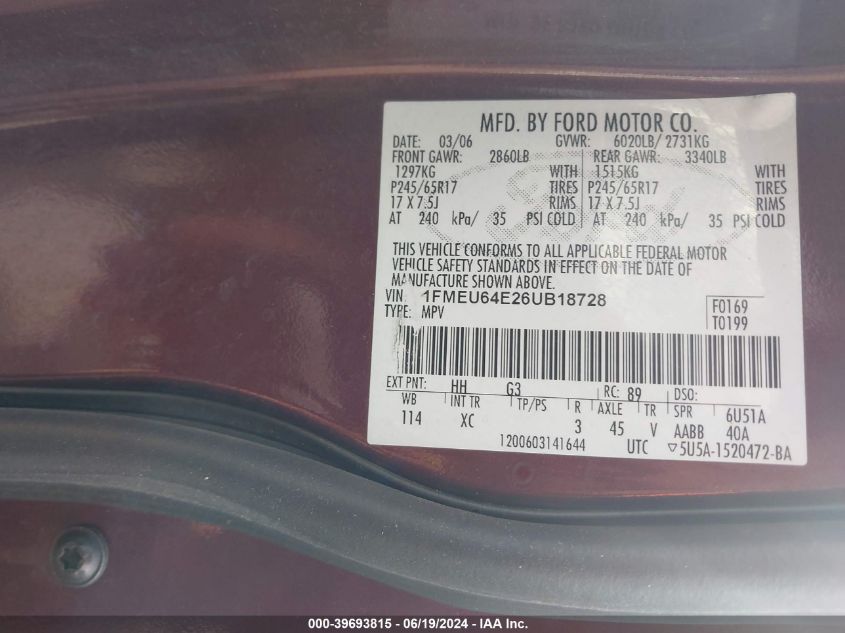 MFD. BY FORD MOTOR CO.
DATE: 03/06 GVWR: 6020LB/ 2731KG
FRONT GAWR: 2860LB REAR GAWR: 3340LB
1297KG WITH 1515KG WITH
P245/65R17 TIRES P245/65R17 TIRES
17 X 7.5J RIMS 17 X 7.5J RIMS
AT 240 kPa/ 35 PSI COLD AT 240 kPa/ 35 PSI COLD
THIS VEHICLE CONFORMS TO ALL APPLICABLE FEDERAL MOTOR
VEHICLE SAFETY STANDARDS IN EFFECT ON THE DATE OF
MANUFACTURE SHOWN ABOVE.
VIN: 1FMEU64E26UB18728 F0169
TYPE: MPV T0199
EXT PNT: HH G3 RC: 89 DSO:
WB INT TR TP/PS R AXLE TR SPR 6U51A
114 XC 3 45 V AABB 40A
1200603141644 UTC ▽5U5A-1520472-BA
000-39693815 - 06/19/2024 - IAA Inc.